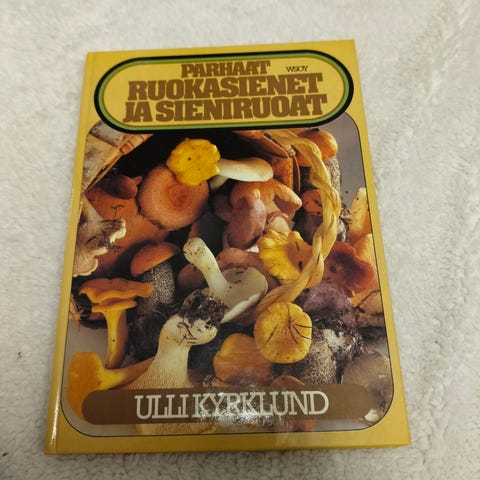 PARHAAT
WSOY
RUOKASIENET
JA SIENIRUOAT
ULLI KYRKLUND